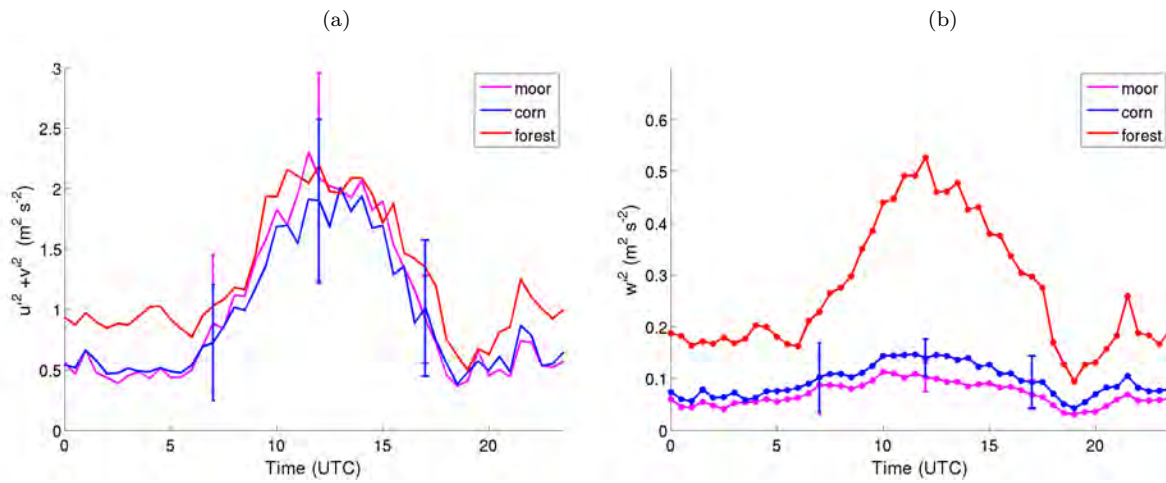 (a)
3
2.5
2
1.5
1
0.5
0
u'² +v'² (m² s⁻²)
0 5 10 15 20
Time (UTC)
moor
corn
forest
(b)
0.6
0.5
0.4
0.3
0.2
0.1
0
w'² (m² s⁻²)
0 5 10 15 20
Time (UTC)
moor
corn
forest